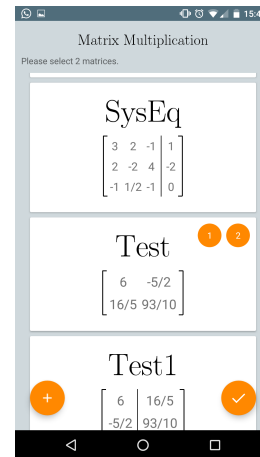 15:4
Matrix Multiplication
Please select 2 matrices.
SysEq
3 2 -1 1
2 -2 4 -2
-1 1/2 -1 0
1 2
Test
6 -5/2
16/5 93/10
Test1
6 16/5
-5/2 93/10